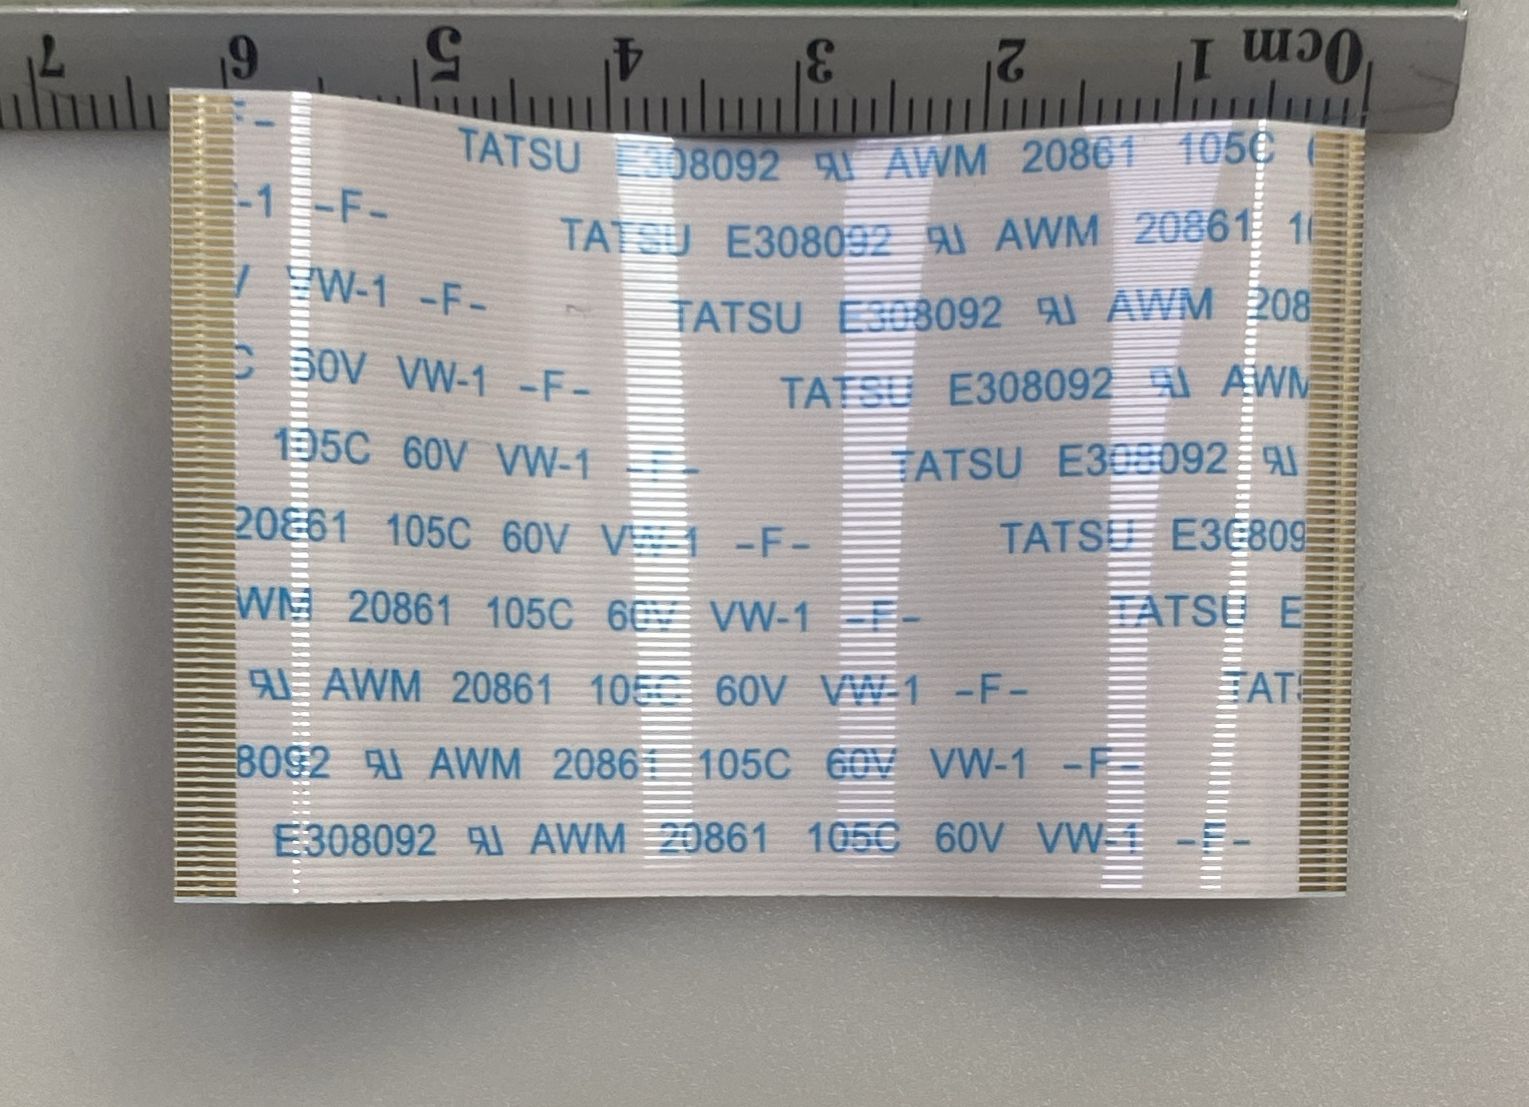 7 6 5 4 3 2 1 0cm
- TATSU E308092 AWM 20861 105C
-1 -F- TATSU E308092 AWM 20861
VW-1 -F- TATSU E308092 AWM 208
60V VW-1 -F- TATSU E308092 AWM
105C 60V VW-1 -F- TATSU E308092
20861 105C 60V VW-1 -F- TATSU E30809
WM 20861 105C 60V VW-1 -F- TATSU E
AWM 20861 105C 60V VW-1 -F- TAT
8092 AWM 20861 105C 60V VW-1 -F-
E308092 AWM 20861 105C 60V VW-1 -F-